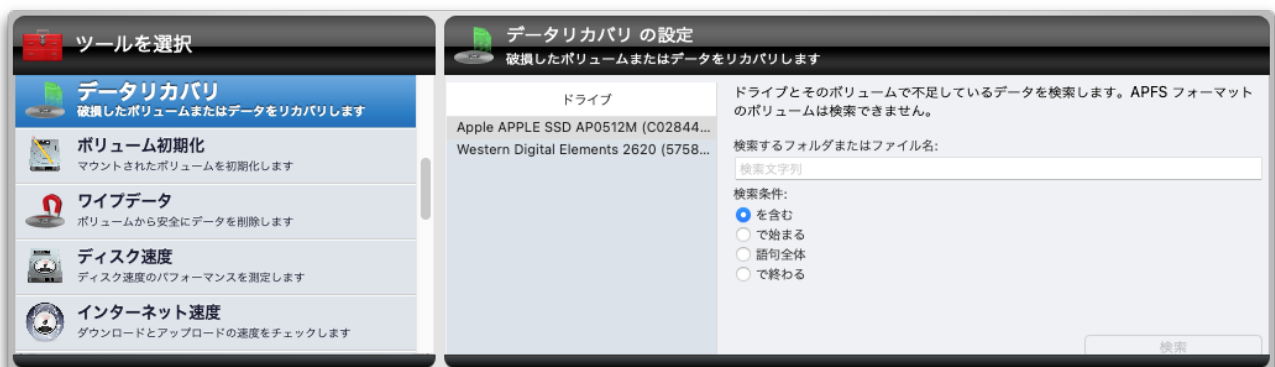 ツールを選択
データリカバリ
破損したボリュームまたはデータをリカバリします
ボリューム初期化
マウントされたボリュームを初期化します
ワイプデータ
ボリュームから安全にデータを削除します
ディスク速度
ディスク速度のパフォーマンスを測定します
インターネット速度
ダウンロードとアップロードの速度をチェックします
データリカバリ の設定
破損したボリュームまたはデータをリカバリします
ドライブ
Apple APPLE SSD AP0512M (C02844...
Western Digital Elements 2620 (5758...
ドライブとそのボリュームで不足しているデータを検索します。APFS フォーマット
のボリュームは検索できません。
検索するフォルダまたはファイル名:
検索文字列
検索条件:
を含む
で始まる
語句全体
で終わる
検索